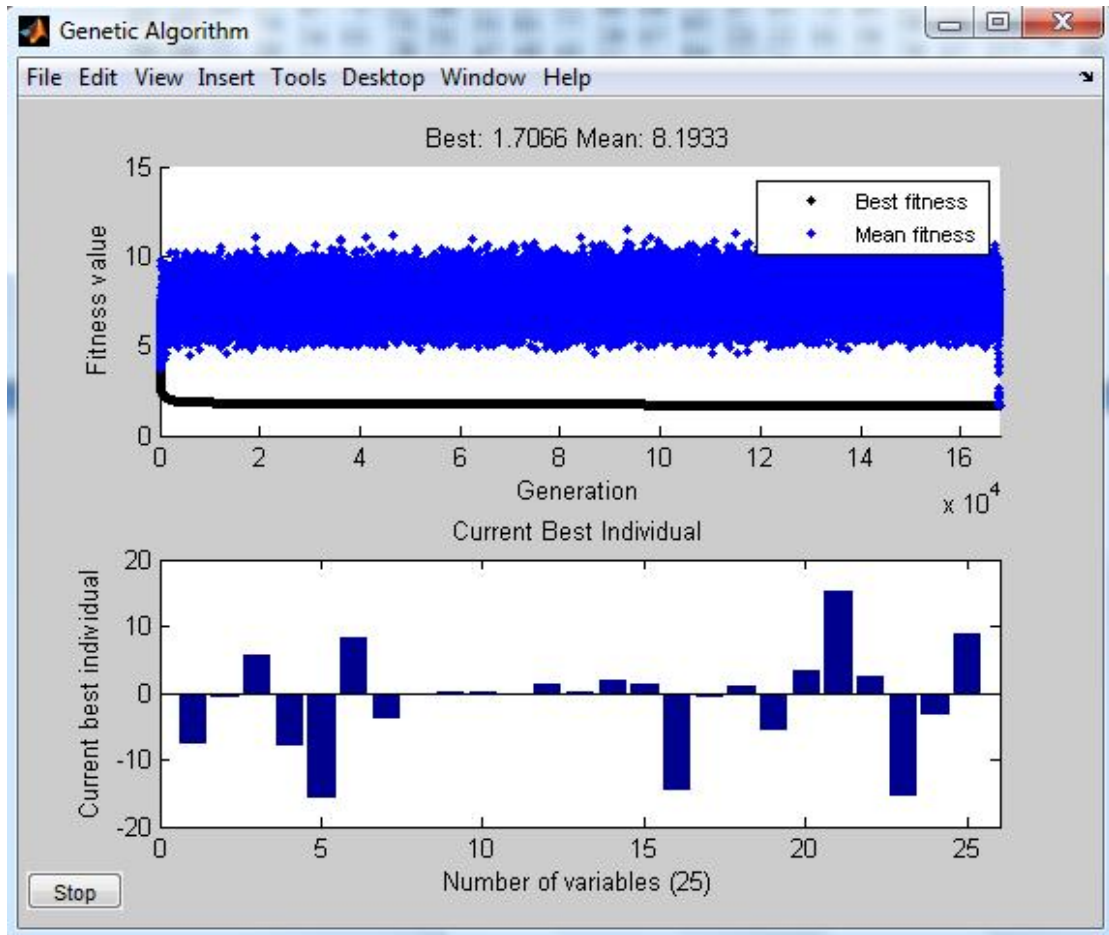 Genetic Algorithm
File Edit View Insert Tools Desktop Window Help
Best: 1.7066 Mean: 8.1933
15
10
5
0
Fitness value
Best fitness
Mean fitness
0 2 4 6 8 10 12 14 16
x 10^4
Generation
Current Best Individual
20
10
0
-10
-20
Current best individual
0 5 10 15 20 25
Number of variables (25)
Stop